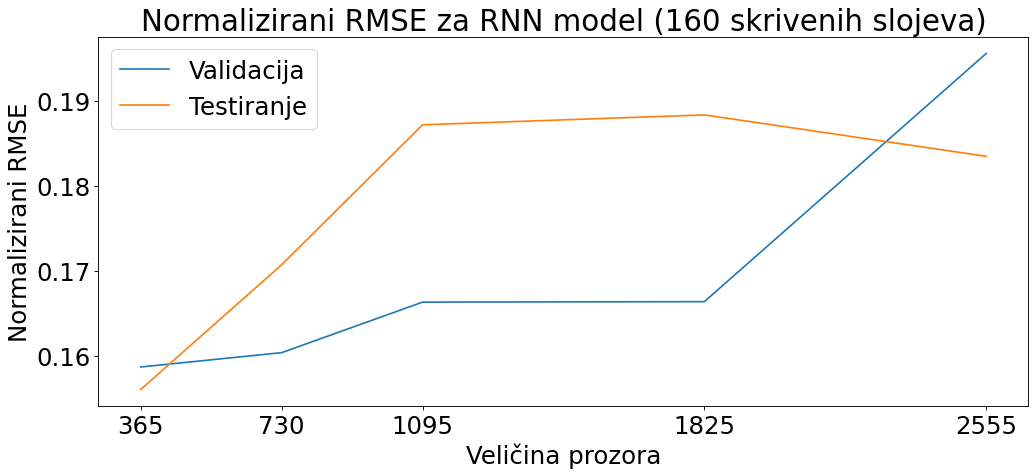 Normalizirani RMSE za RNN model (160 skrivenih slojeva)
Validacija
Testiranje
Normalizirani RMSE
0.19
0.18
0.17
0.16
365 730 1095 1825 2555
Veličina prozora